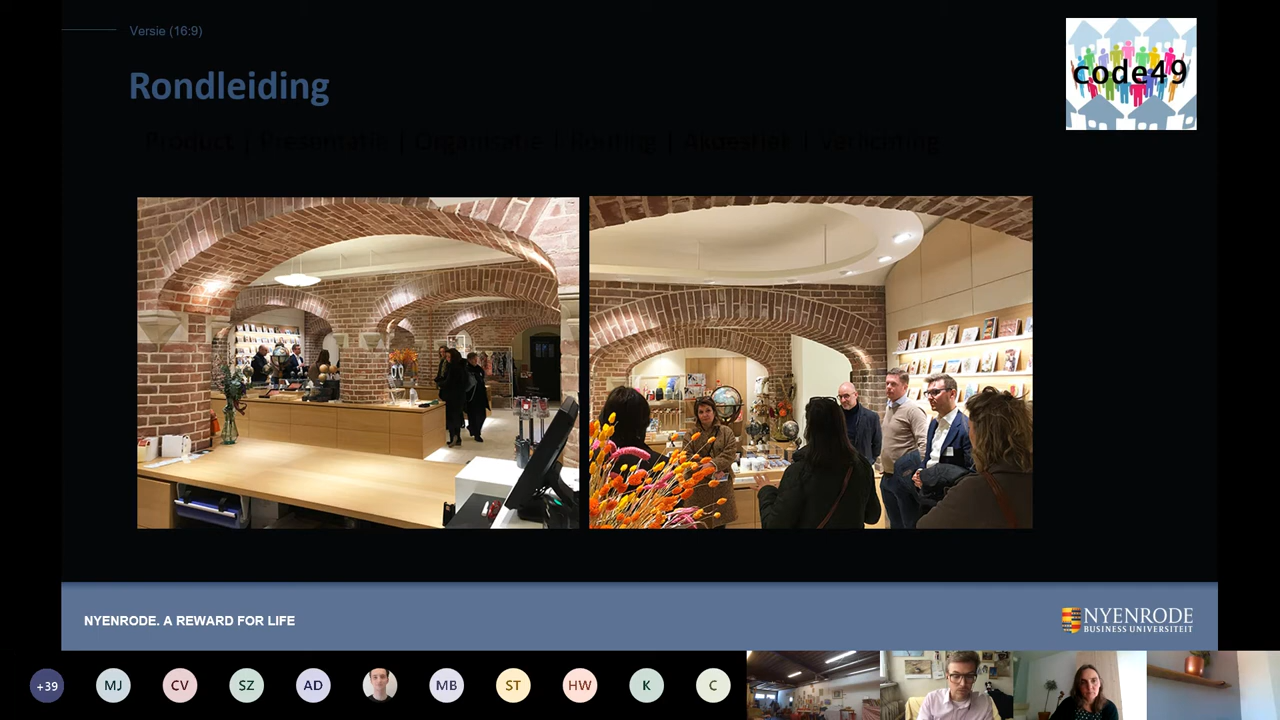 Versie (16:9)
Rondleiding
code49
Product | Presentatie | Organisatie | Routing | Akoestiek | Verlichting
NYENRODE. A REWARD FOR LIFE
NYENRODE
BUSINESS UNIVERSITEIT
+39
MJ
CV
SZ
AD
MB
ST
HW
K
C